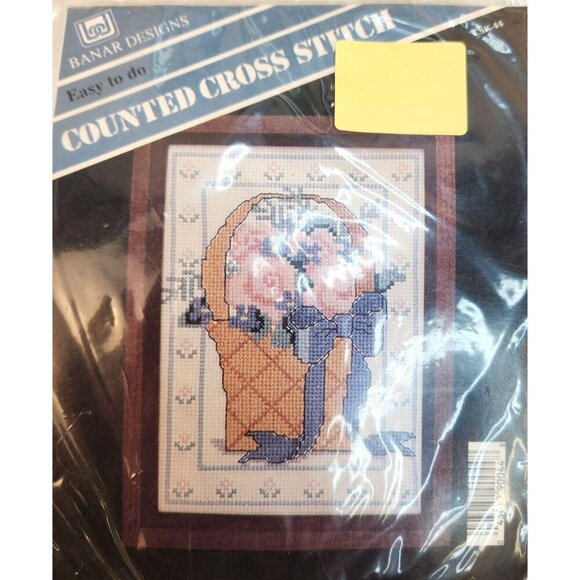 BANAR DESIGNS
Easy to do
COUNTED CROSS STITCH